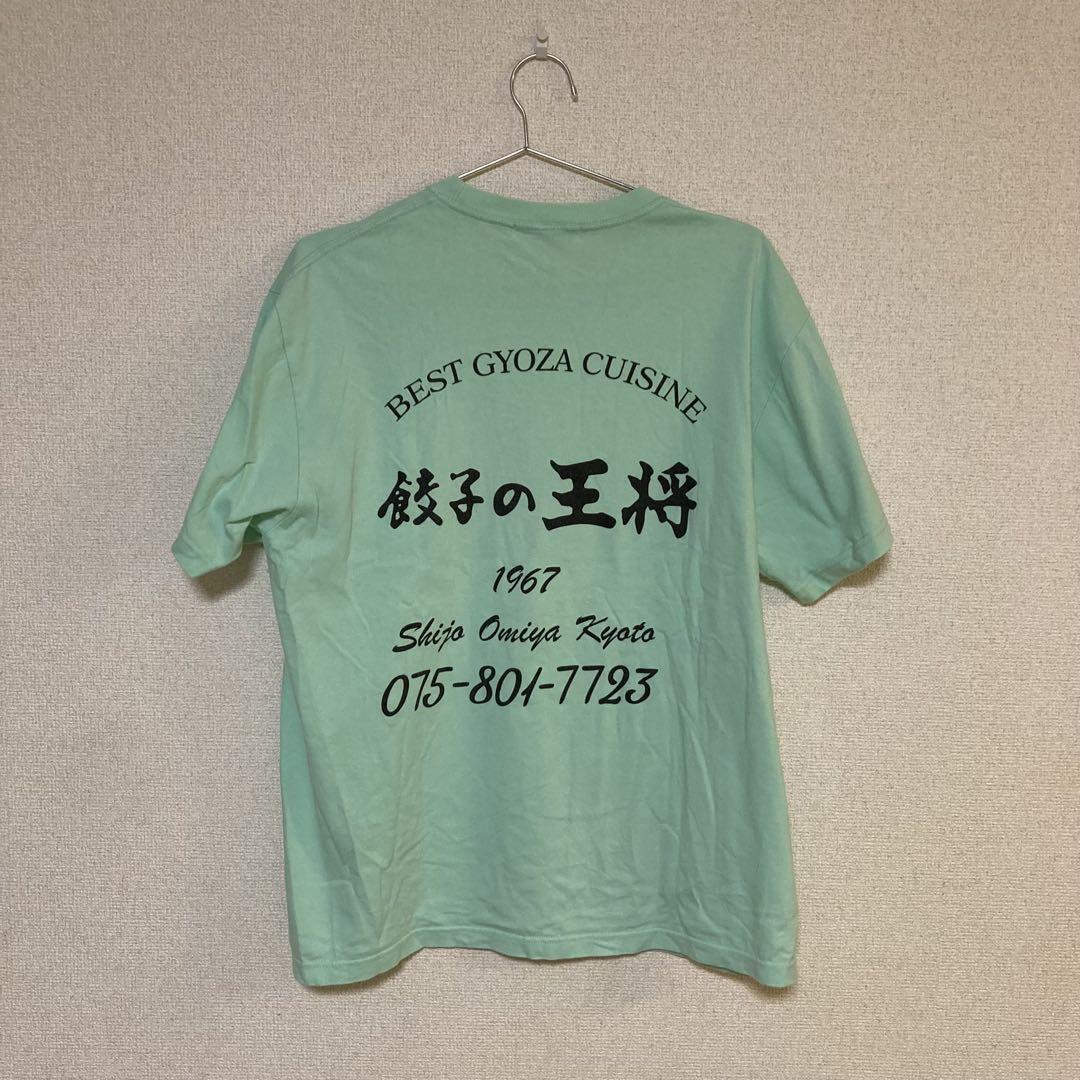 BEST GYOZA CUISINE
餃子の王将
1967
Shijo Omiya Kyoto
075-801-7723